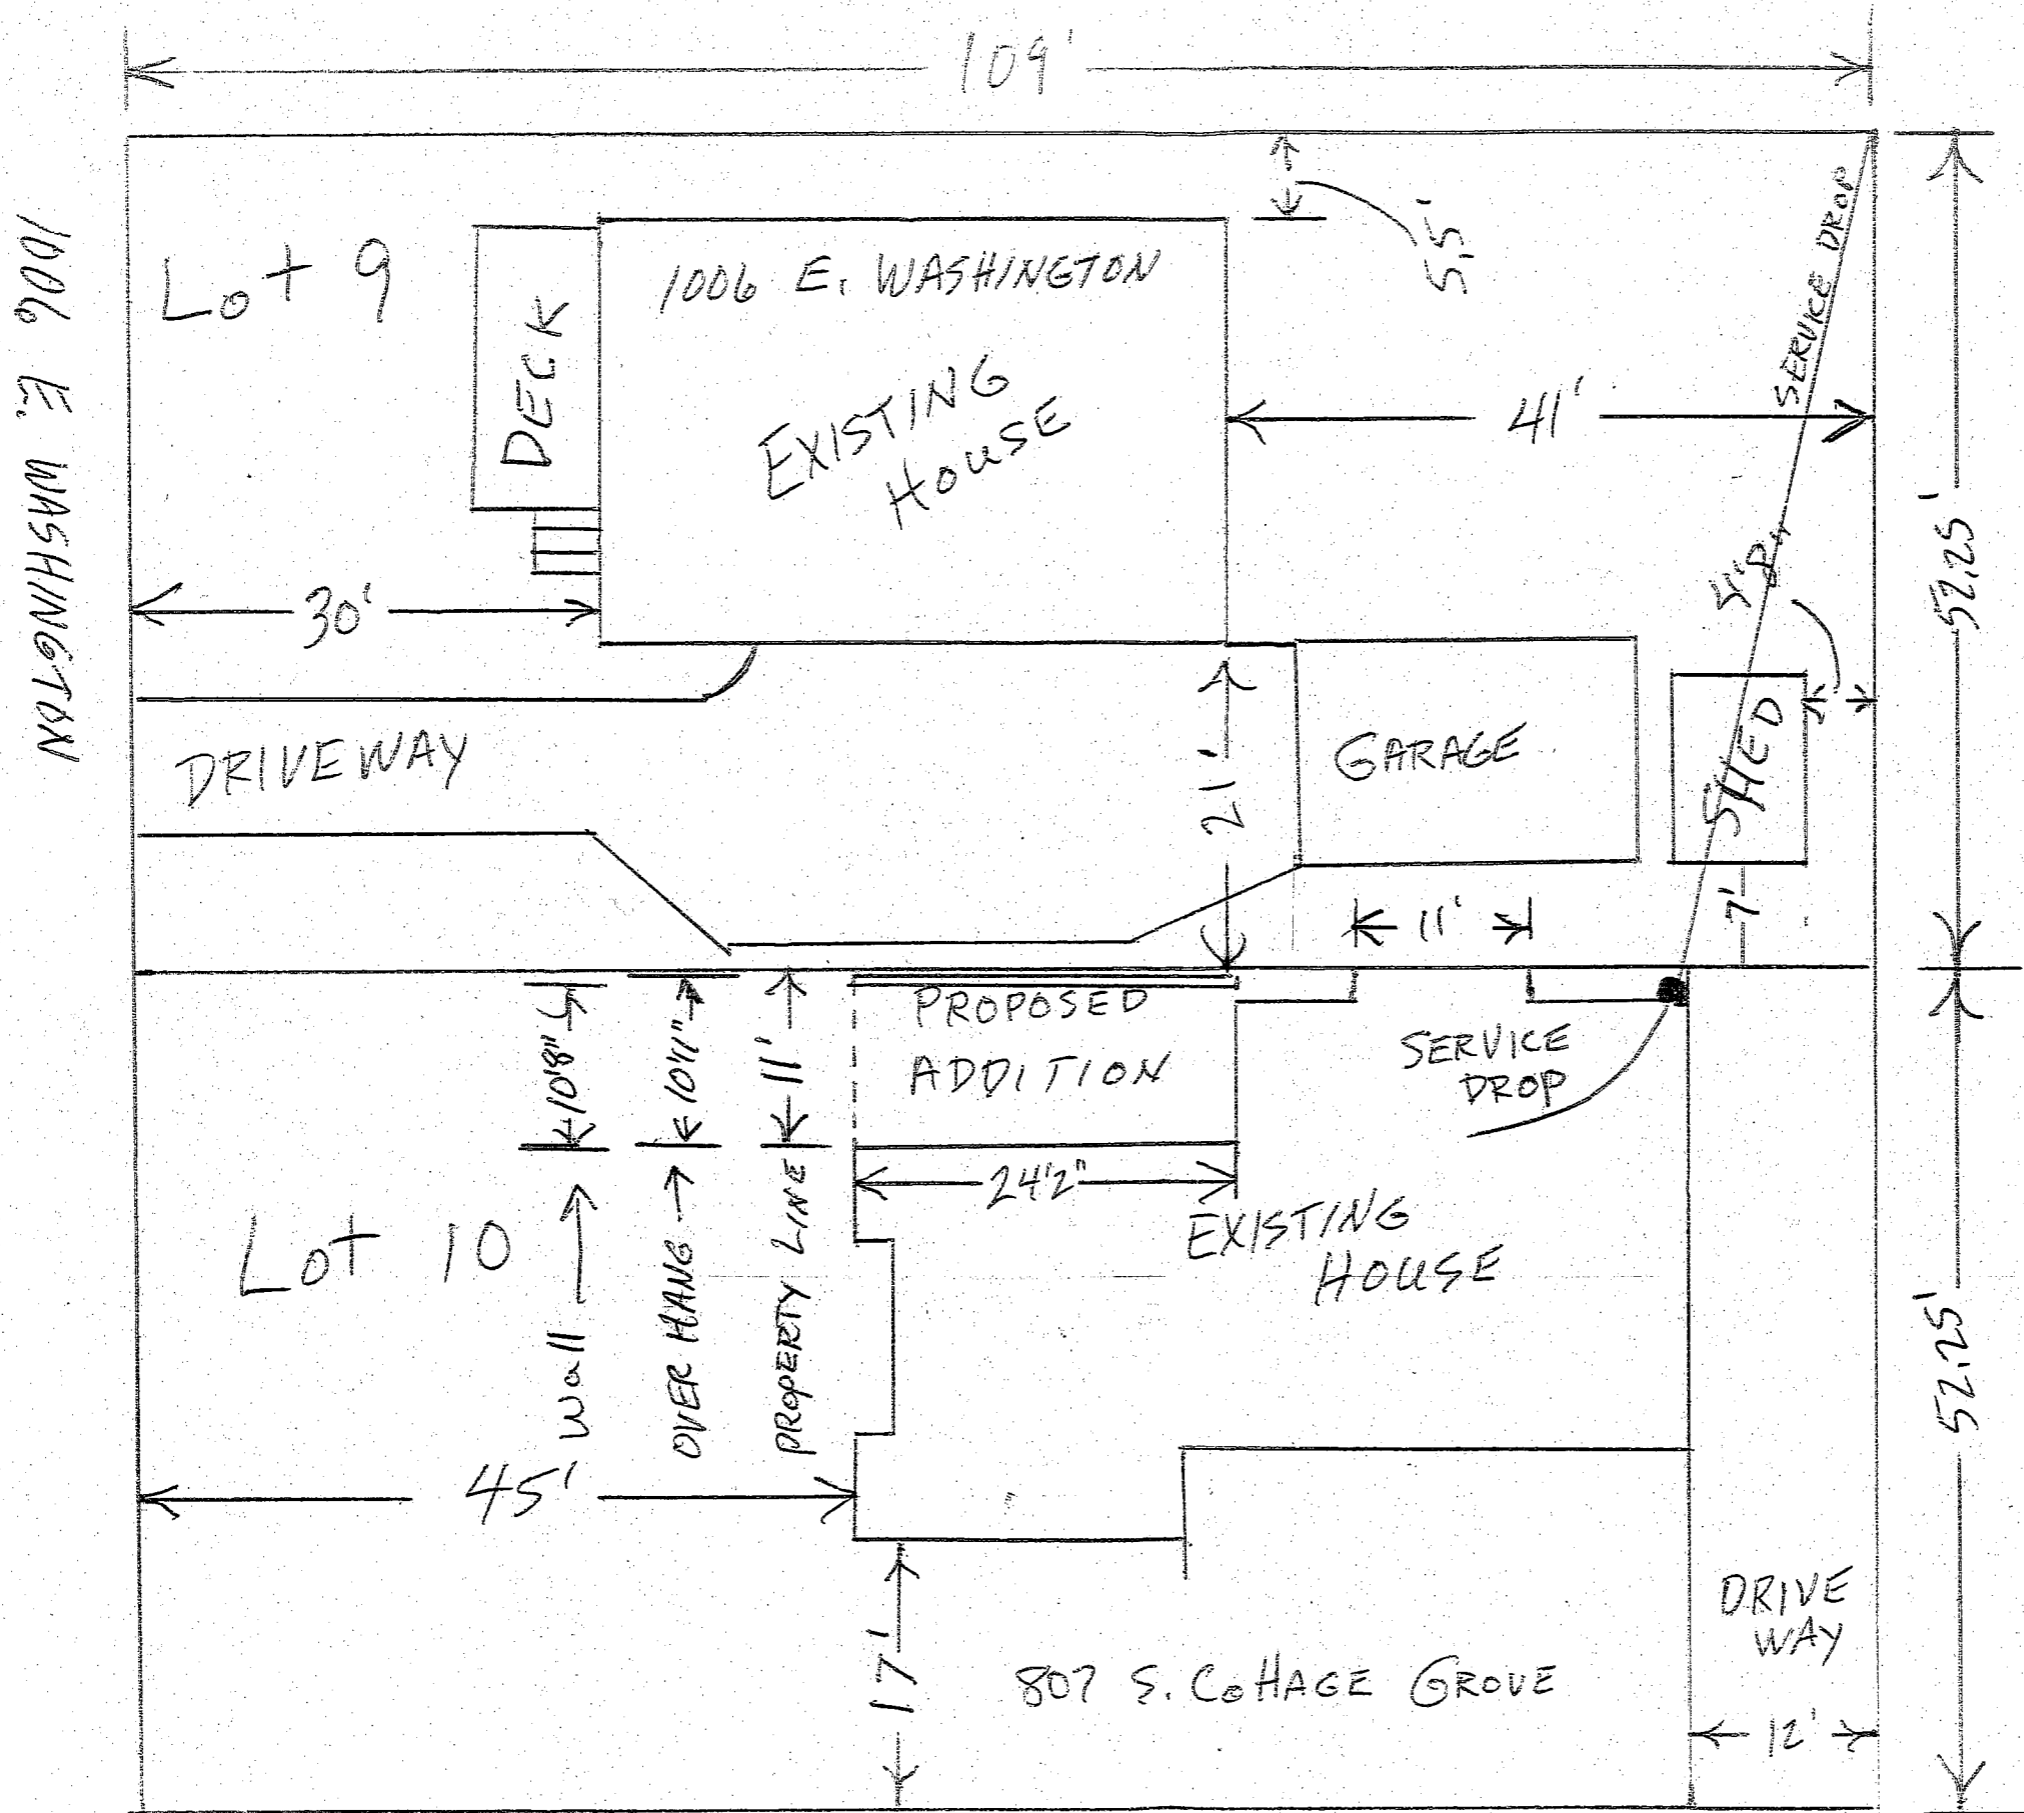 109'
1006 E. WASHINGTON
Lot 9
DECK
1006 E. WASHINGTON
EXISTING
HOUSE
5.5'
SERVICE DROP
41'
52.25'
30'
DRIVEWAY
21'
GARAGE
SHED
11'
7'
10'8"
10'11"
11'
PROPOSED
ADDITION
SERVICE
DROP
24'2"
Lot 10
Wall
OVER HANG
PROPERTY LINE
EXISTING
HOUSE
52.25'
45'
17'
807 S. COTTAGE GROVE
DRIVE
WAY
12'